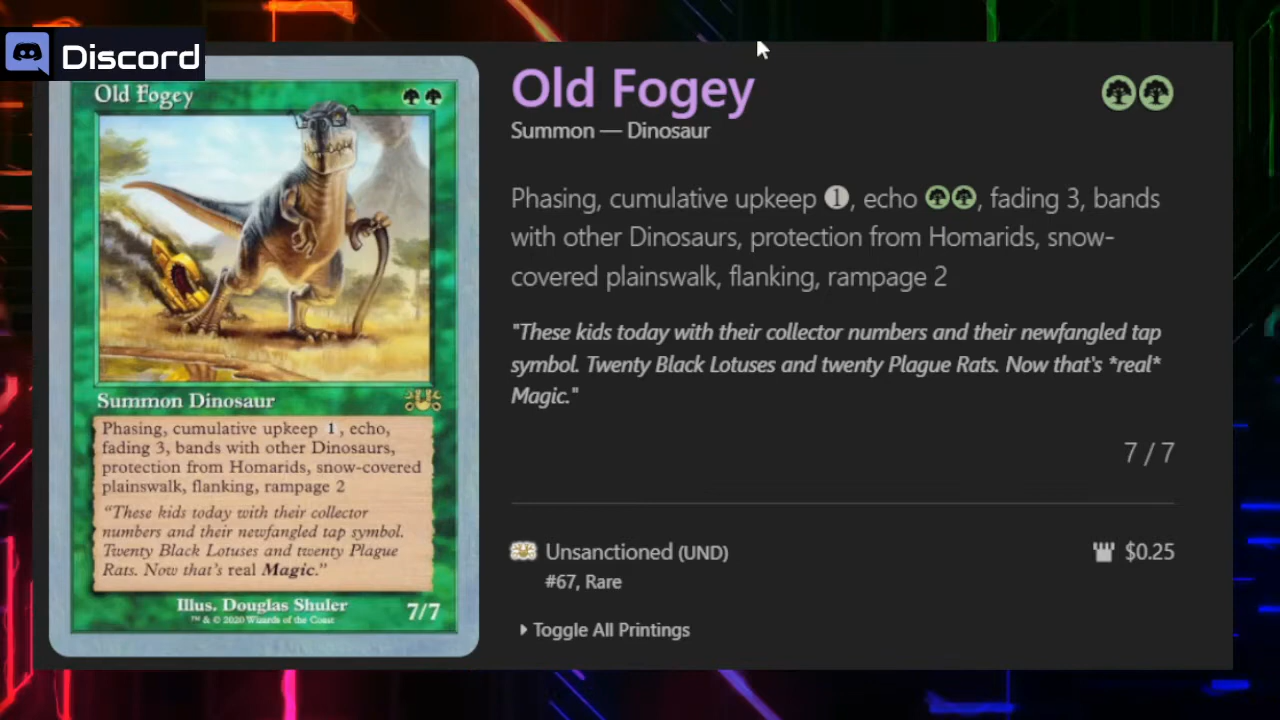 Discord
Old Fogey
Summon Dinosaur
Phasing, cumulative upkeep 1, echo,
fading 3, bands with other Dinosaurs,
protection from Homarids, snow-covered
plainswalk, flanking, rampage 2
"These kids today with their collector
numbers and their newfangled tap symbol.
Twenty Black Lotuses and twenty Plague
Rats. Now that's real Magic."
Illus. Douglas Shuler
7/7
™ & © 2020 Wizards of the Coast
Old Fogey
Summon — Dinosaur
Phasing, cumulative upkeep 1, echo , fading 3, bands
with other Dinosaurs, protection from Homarids, snow-
covered plainswalk, flanking, rampage 2
"These kids today with their collector numbers and their newfangled tap
symbol. Twenty Black Lotuses and twenty Plague Rats. Now that's *real*
Magic."
7 / 7
Unsanctioned (UND)
$0.25
#67, Rare
Toggle All Printings